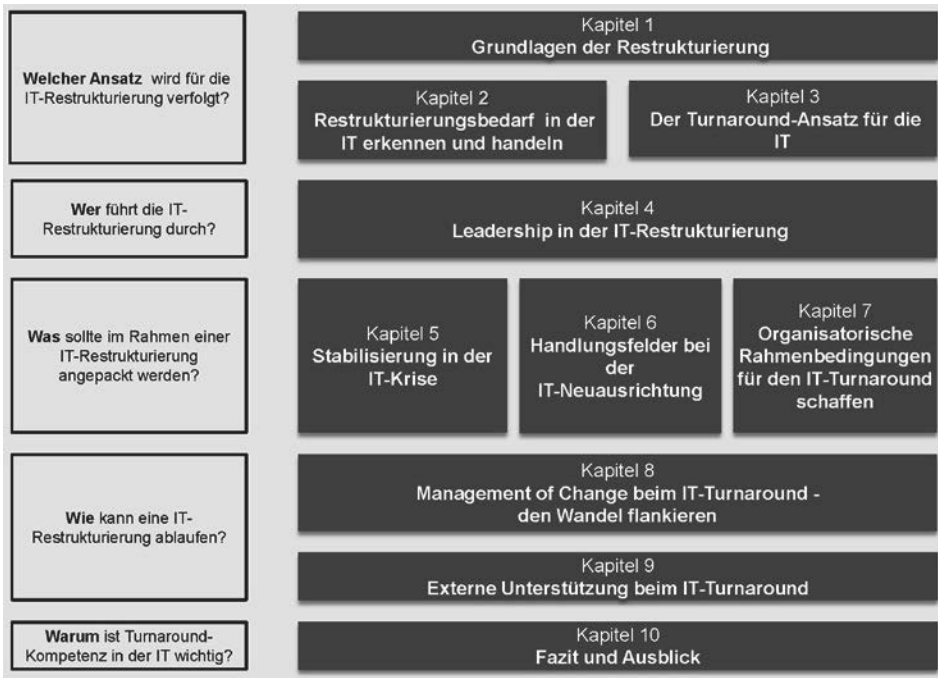 Welcher Ansatz wird für die
IT-Restrukturierung verfolgt?
Kapitel 1
Grundlagen der Restrukturierung
Kapitel 2
Restrukturierungsbedarf in der
IT erkennen und handeln
Kapitel 3
Der Turnaround-Ansatz für die
IT
Wer führt die IT-
Restrukturierung durch?
Kapitel 4
Leadership in der IT-Restrukturierung
Was sollte im Rahmen einer
IT-Restrukturierung
angepackt werden?
Kapitel 5
Stabilisierung in der
IT-Krise
Kapitel 6
Handlungsfelder bei
der
IT-Neuausrichtung
Kapitel 7
Organisatorische
Rahmenbedingungen
für den IT-Turnaround
schaffen
Wie kann eine IT-
Restrukturierung ablaufen?
Kapitel 8
Management of Change beim IT-Turnaround -
den Wandel flankieren
Kapitel 9
Externe Unterstützung beim IT-Turnaround
Warum ist Turnaround-
Kompetenz in der IT wichtig?
Kapitel 10
Fazit und Ausblick